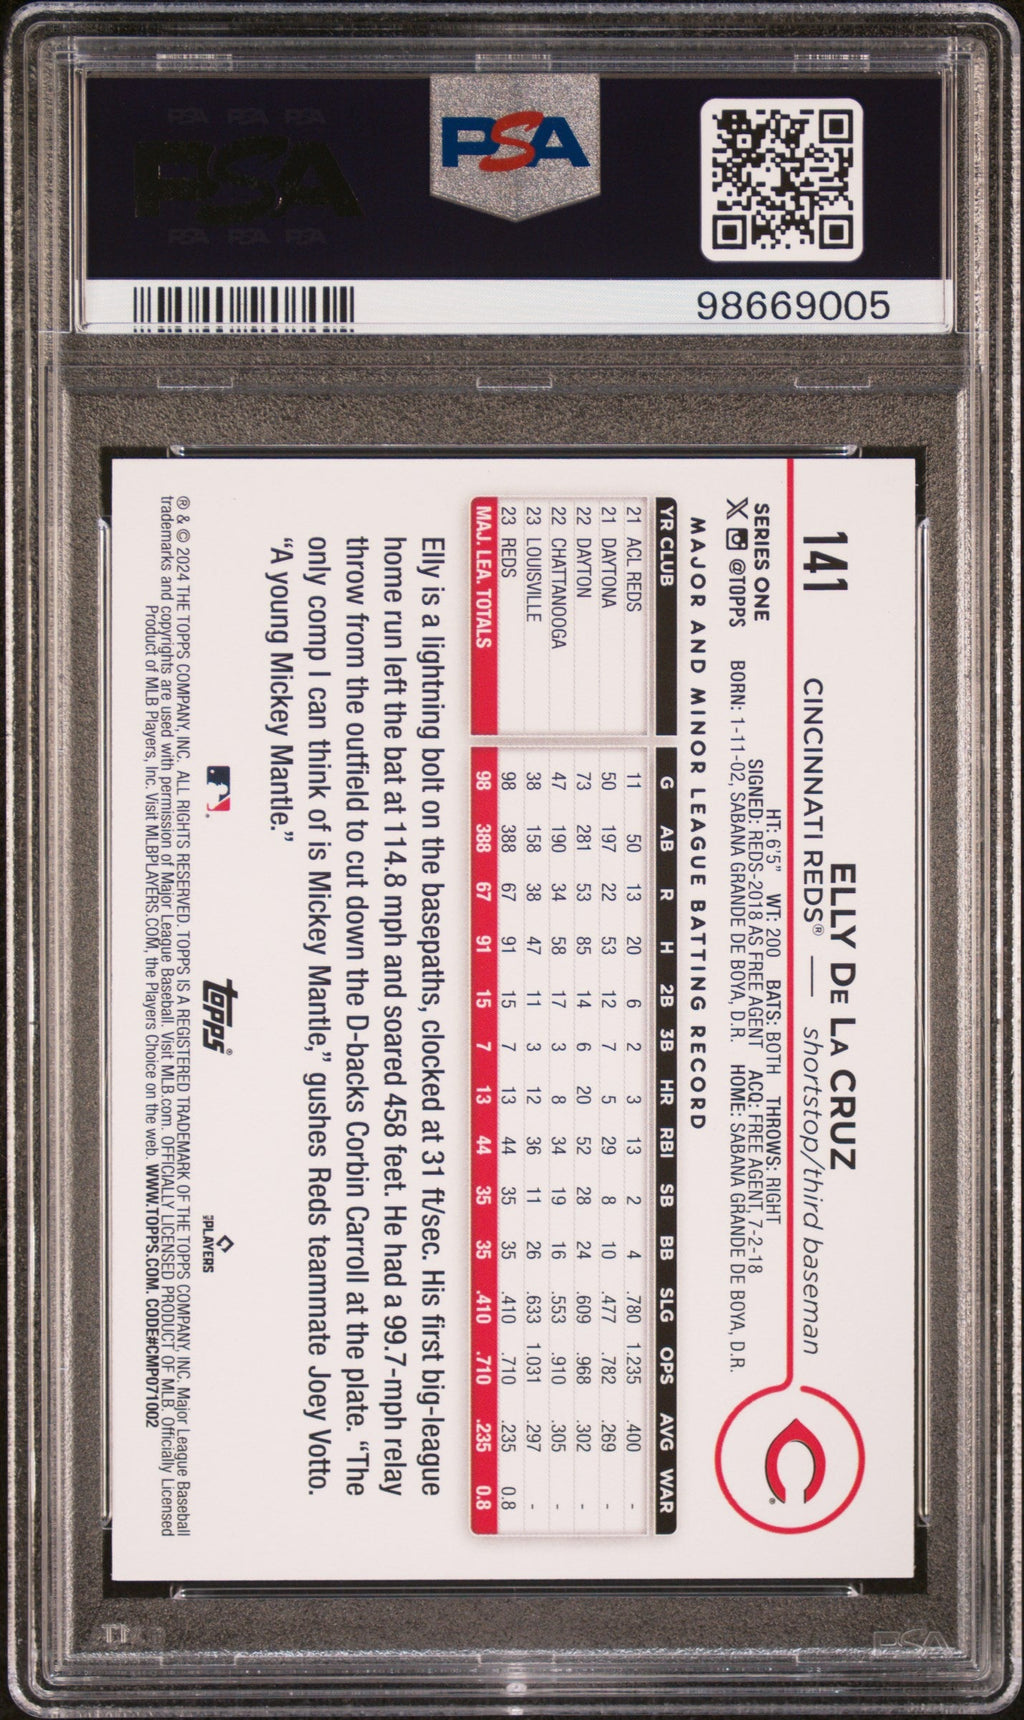 PSA PSA PSA
PSA
PSA PSA PSA
PSA
98669005
141
ELLY DE LA CRUZ
CINCINNATI REDS® — shortstop/third baseman
SERIES ONE
@TOPPS
HT: 6'5" WT: 200 BATS: BOTH THROWS: RIGHT
SIGNED: REDS-2018 AS FREE AGENT ACQ: FREE AGENT, 7-2-18
BORN: 1-11-02, SABANA GRANDE DE BOYA, D.R. HOME: SABANA GRANDE DE BOYA, D.R.
C
MAJOR AND MINOR LEAGUE BATTING RECORD
YR CLUB G AB R H 2B 3B HR RBI SB BB SLG OPS AVG WAR
21 ACL REDS 11 50 13 20 6 2 3 13 2 4 .780 1.235 .400 -
21 DAYTONA 50 197 22 53 12 7 5 29 8 10 .477 .782 .269 -
22 DAYTON 73 281 53 85 14 6 20 52 28 24 .609 .968 .302 -
22 CHATTANOOGA 47 190 34 58 17 3 8 34 19 16 .553 .910 .305 -
23 LOUISVILLE 38 158 38 47 11 3 12 36 11 26 .633 1.031 .297 -
23 REDS 98 388 67 91 15 7 13 44 35 35 .410 .710 .235 0.8
MAJ. LEA. TOTALS 98 388 67 91 15 7 13 44 35 35 .410 .710 .235 0.8
Elly is a lightning bolt on the basepaths, clocked at 31 ft/sec. His first big-league
home run left the bat at 114.8 mph and soared 458 feet. He had a 99.7-mph relay
throw from the outfield to cut down the D-backs Corbin Carroll at the plate. “The
only comp I can think of is Mickey Mantle,” gushes Reds teammate Joey Votto.
“A young Mickey Mantle.”
topps®
PLAYERS
® & © 2024 THE TOPPS COMPANY, INC. ALL RIGHTS RESERVED. TOPPS IS A REGISTERED TRADEMARK OF THE TOPPS COMPANY, INC. Major League Baseball
trademarks and copyrights are used with permission of Major League Baseball. Visit MLB.com. OFFICIALLY LICENSED PRODUCT OF MLB. Officially Licensed
Product of MLB Players, Inc. Visit MLBPLAYERS.COM, the Players Choice on the web. WWW.TOPPS.COM. CODE#CMP071002
PSA